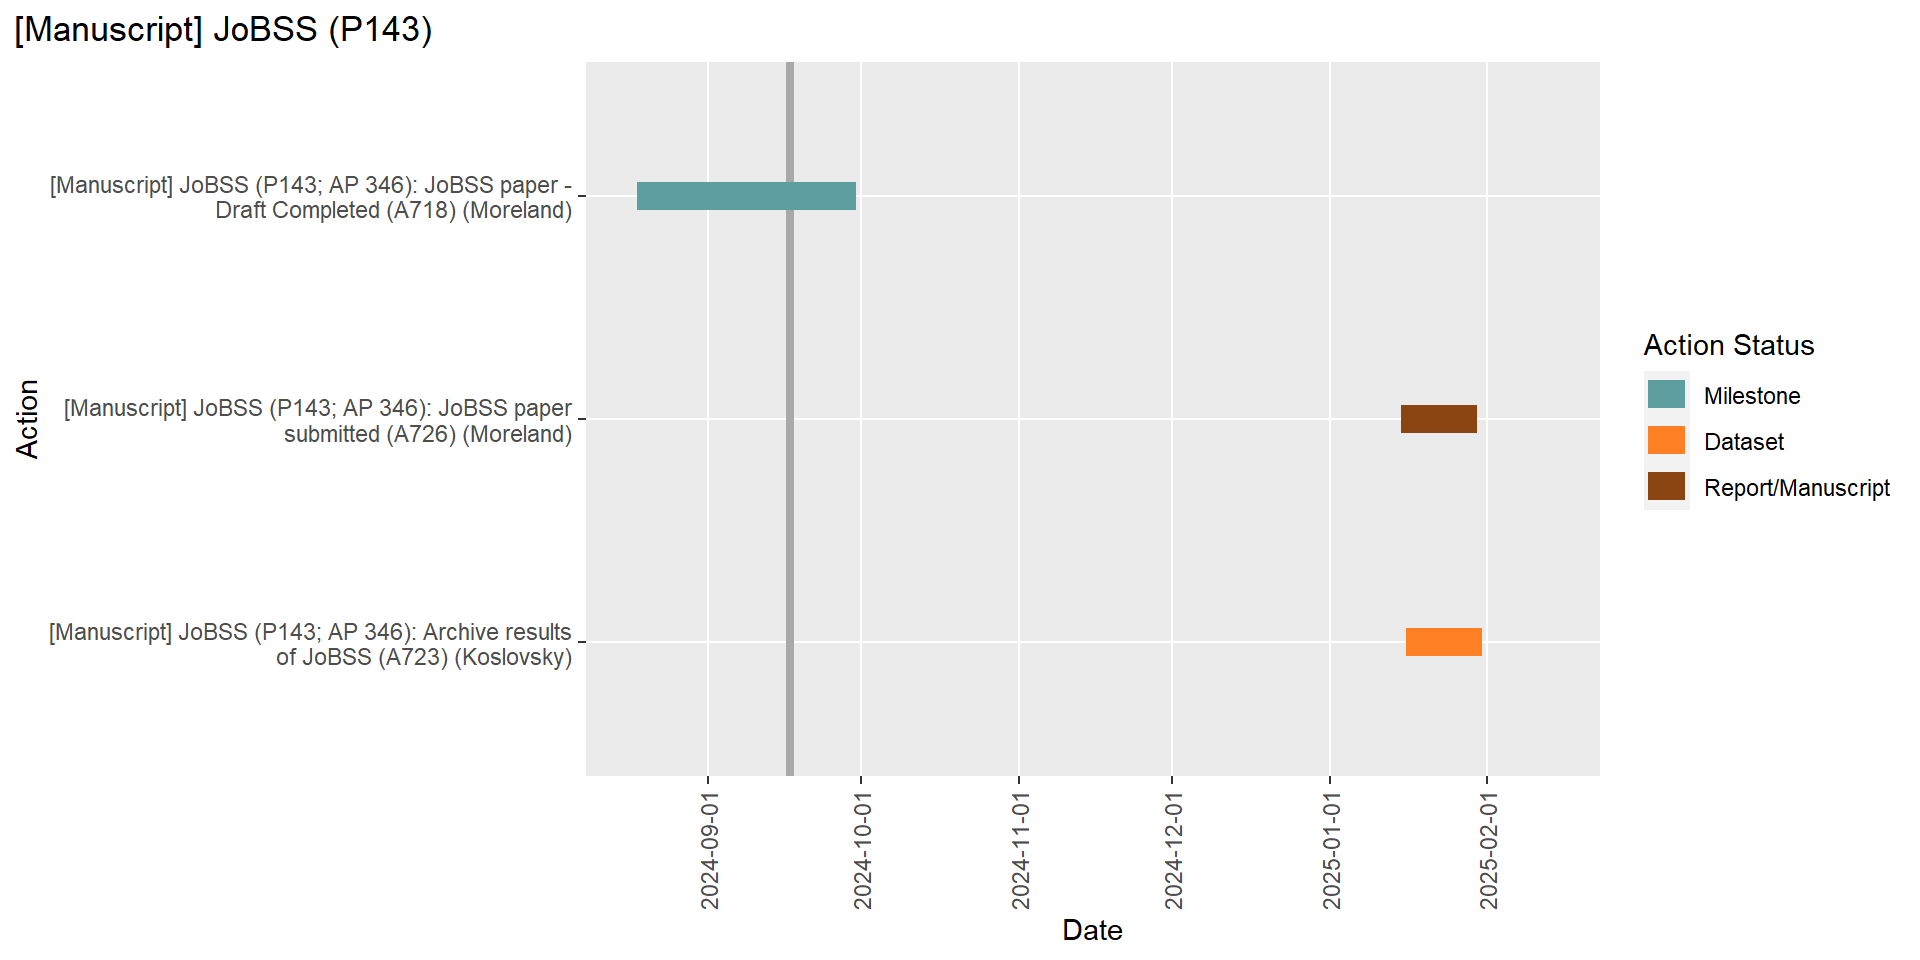 [Manuscript] JoBSS (P143)
[Manuscript] JoBSS (P143; AP 346): JoBSS paper -
Draft Completed (A718) (Moreland)
[Manuscript] JoBSS (P143; AP 346): JoBSS paper
submitted (A726) (Moreland)
[Manuscript] JoBSS (P143; AP 346): Archive results
of JoBSS (A723) (Koslovsky)
Action
2024-09-01
2024-10-01
2024-11-01
2024-12-01
2025-01-01
2025-02-01
Date
Action Status
Milestone
Dataset
Report/Manuscript